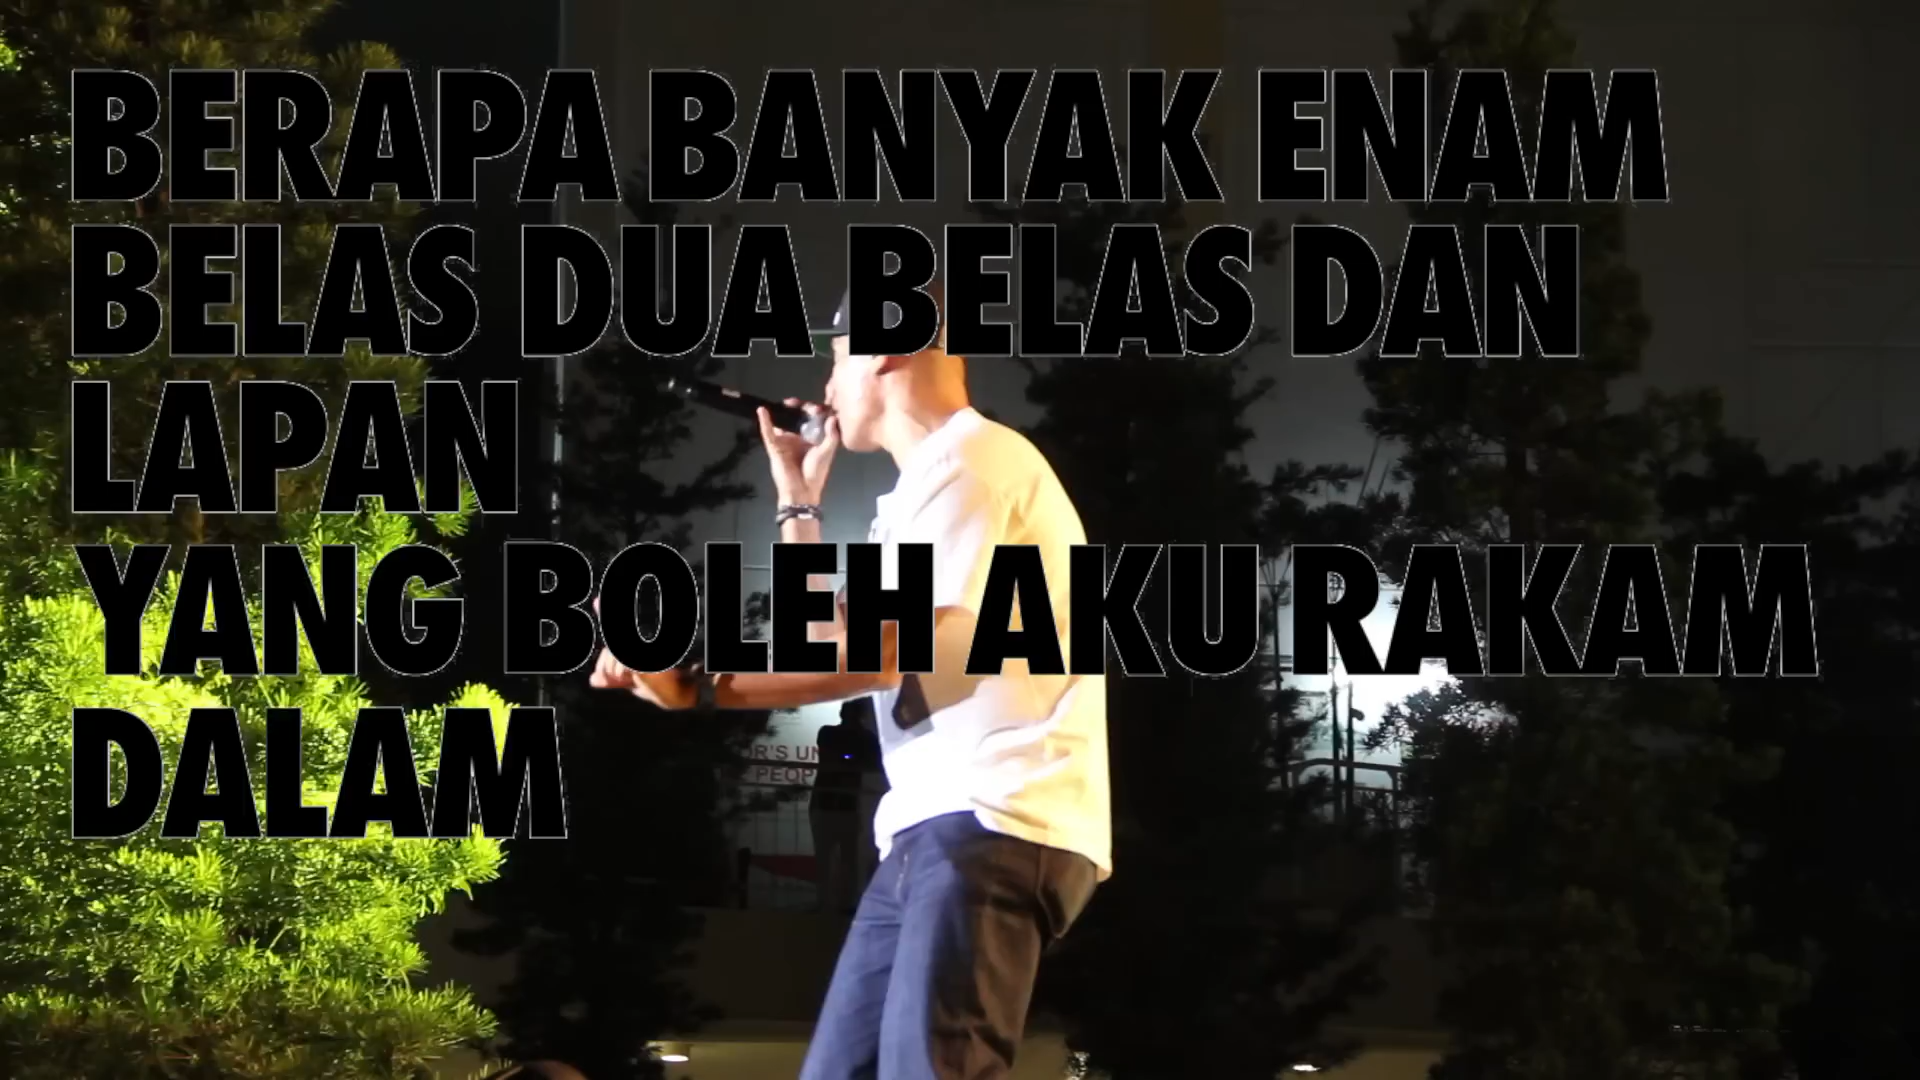 BERAPA BANYAK ENAM
BELAS DUA BELAS DAN
LAPAN
YANG BOLEH AKU RAKAM
DALAM